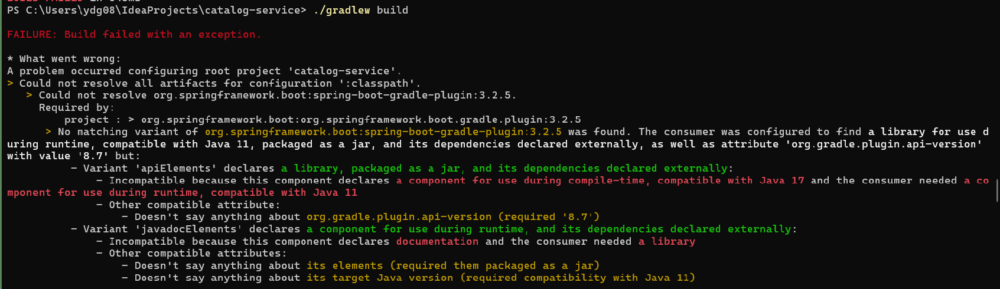 PS C:\Users\ydg08\IdeaProjects\catalog-service> ./gradlew build
FAILURE: Build failed with an exception.
* What went wrong:
A problem occurred configuring root project 'catalog-service'.
> Could not resolve all artifacts for configuration ':classpath'.
> Could not resolve org.springframework.boot:spring-boot-gradle-plugin:3.2.5.
Required by:
project : > org.springframework.boot:org.springframework.boot.gradle.plugin:3.2.5
> No matching variant of org.springframework.boot:spring-boot-gradle-plugin:3.2.5 was found. The consumer was configured to find a library for use d
uring runtime, compatible with Java 11, packaged as a jar, and its dependencies declared externally, as well as attribute 'org.gradle.plugin.api-version'
with value '8.7' but:
- Variant 'apiElements' declares a library, packaged as a jar, and its dependencies declared externally:
- Incompatible because this component declares a component for use during compile-time, compatible with Java 17 and the consumer needed a co
mponent for use during runtime, compatible with Java 11
- Other compatible attribute:
- Doesn't say anything about org.gradle.plugin.api-version (required '8.7')
- Variant 'javadocElements' declares a component for use during runtime, and its dependencies declared externally:
- Incompatible because this component declares documentation and the consumer needed a library
- Other compatible attributes:
- Doesn't say anything about its elements (required them packaged as a jar)
- Doesn't say anything about its target Java version (required compatibility with Java 11)